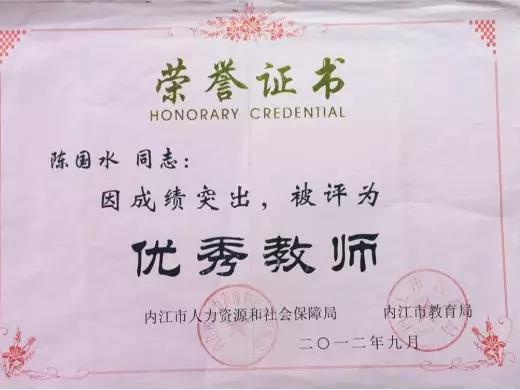 荣誉证书
HONORARY CREDENTIAL
陈国水 同志：
因成绩突出，被评为
优秀教师
内江市人力资源和社会保障局 内江市教育局
二〇一二年九月